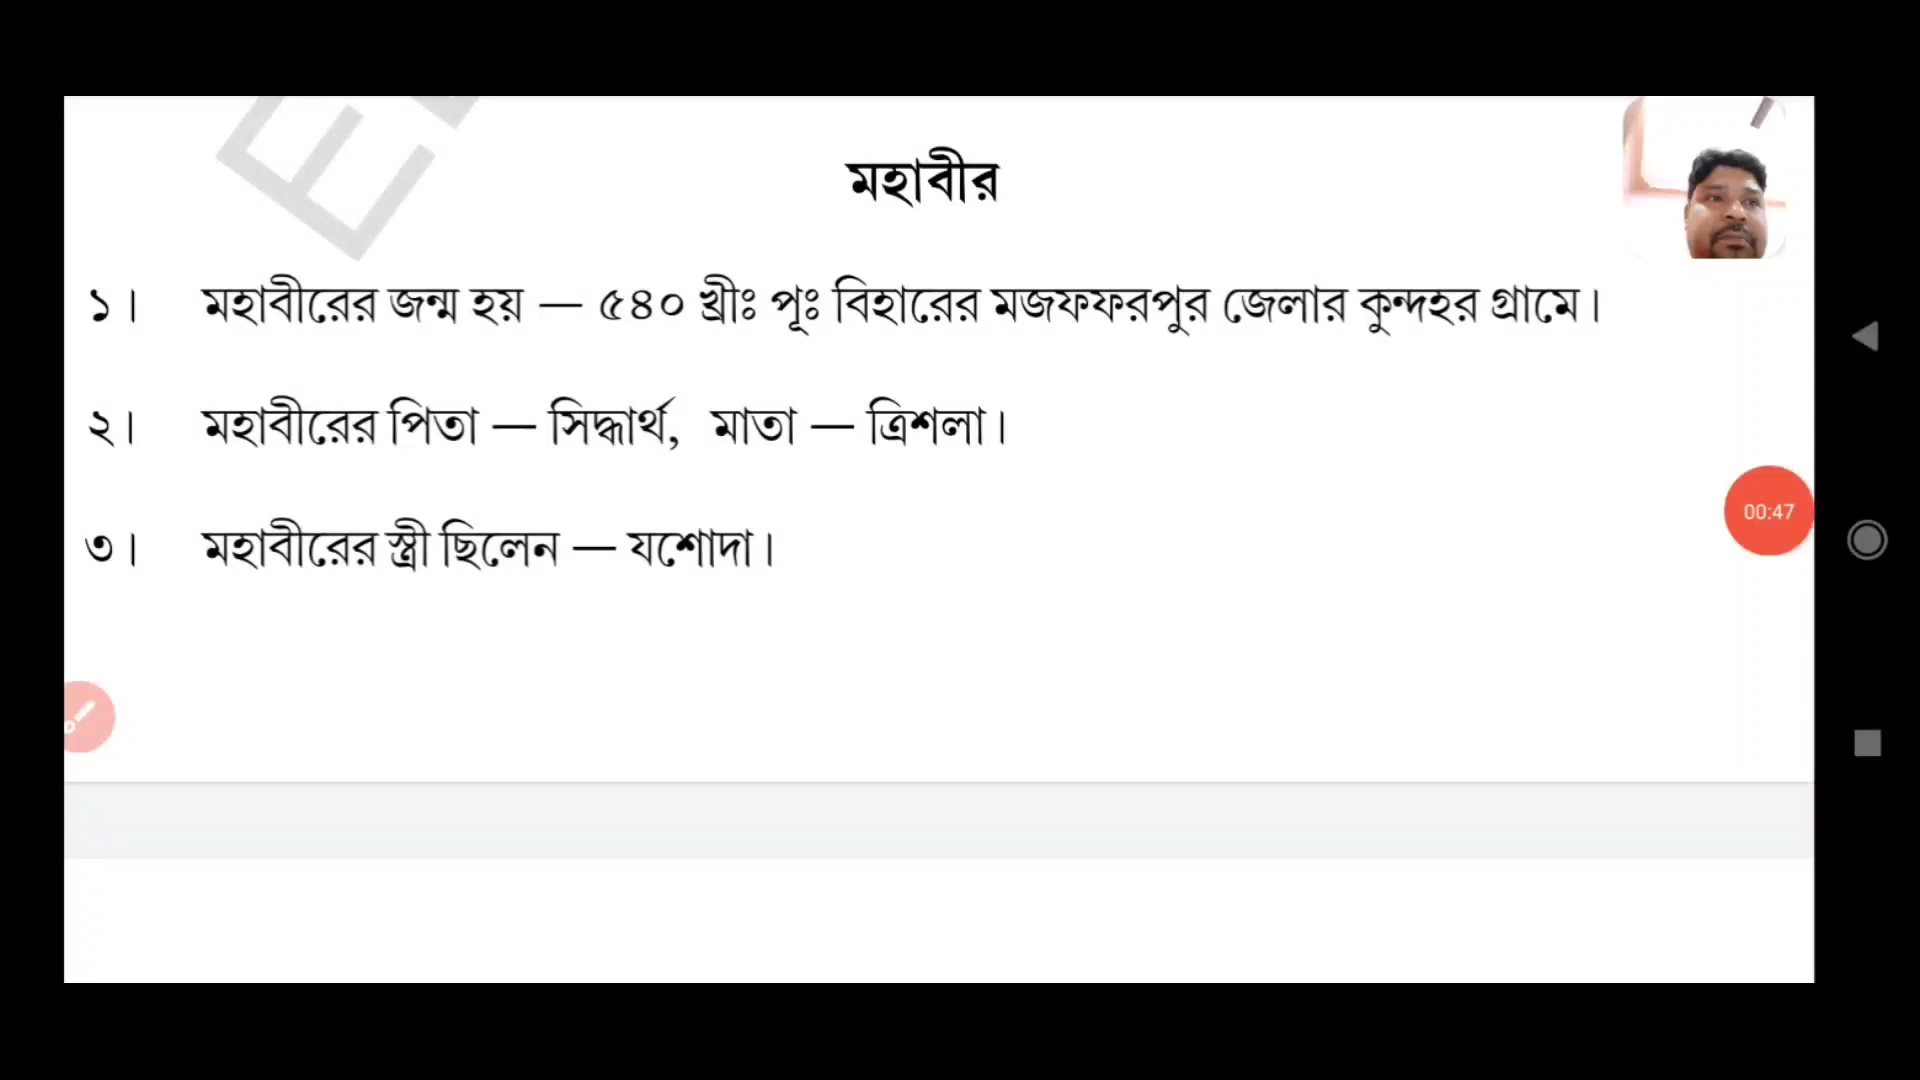 মহাবীর
১। মহাবীরের জন্ম হয় — ৫৪০ খ্রীঃ পূঃ বিহারের মজফফরপুর জেলার কুন্দহর গ্রামে।
২। মহাবীরের পিতা — সিদ্ধার্থ, মাতা — ত্রিশলা।
৩। মহাবীরের স্ত্রী ছিলেন — যশোদা।
00:47